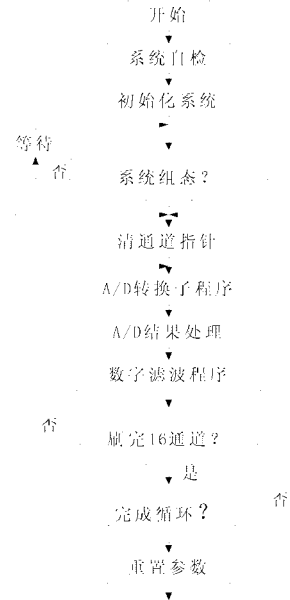 开始
系统自检
初始化系统
等待
否
系统组态？
清通道指针
A/D转换子程序
A/D结果处理
数字滤波程序
否
刷完16通道？
是
否
完成循环？
重置参数